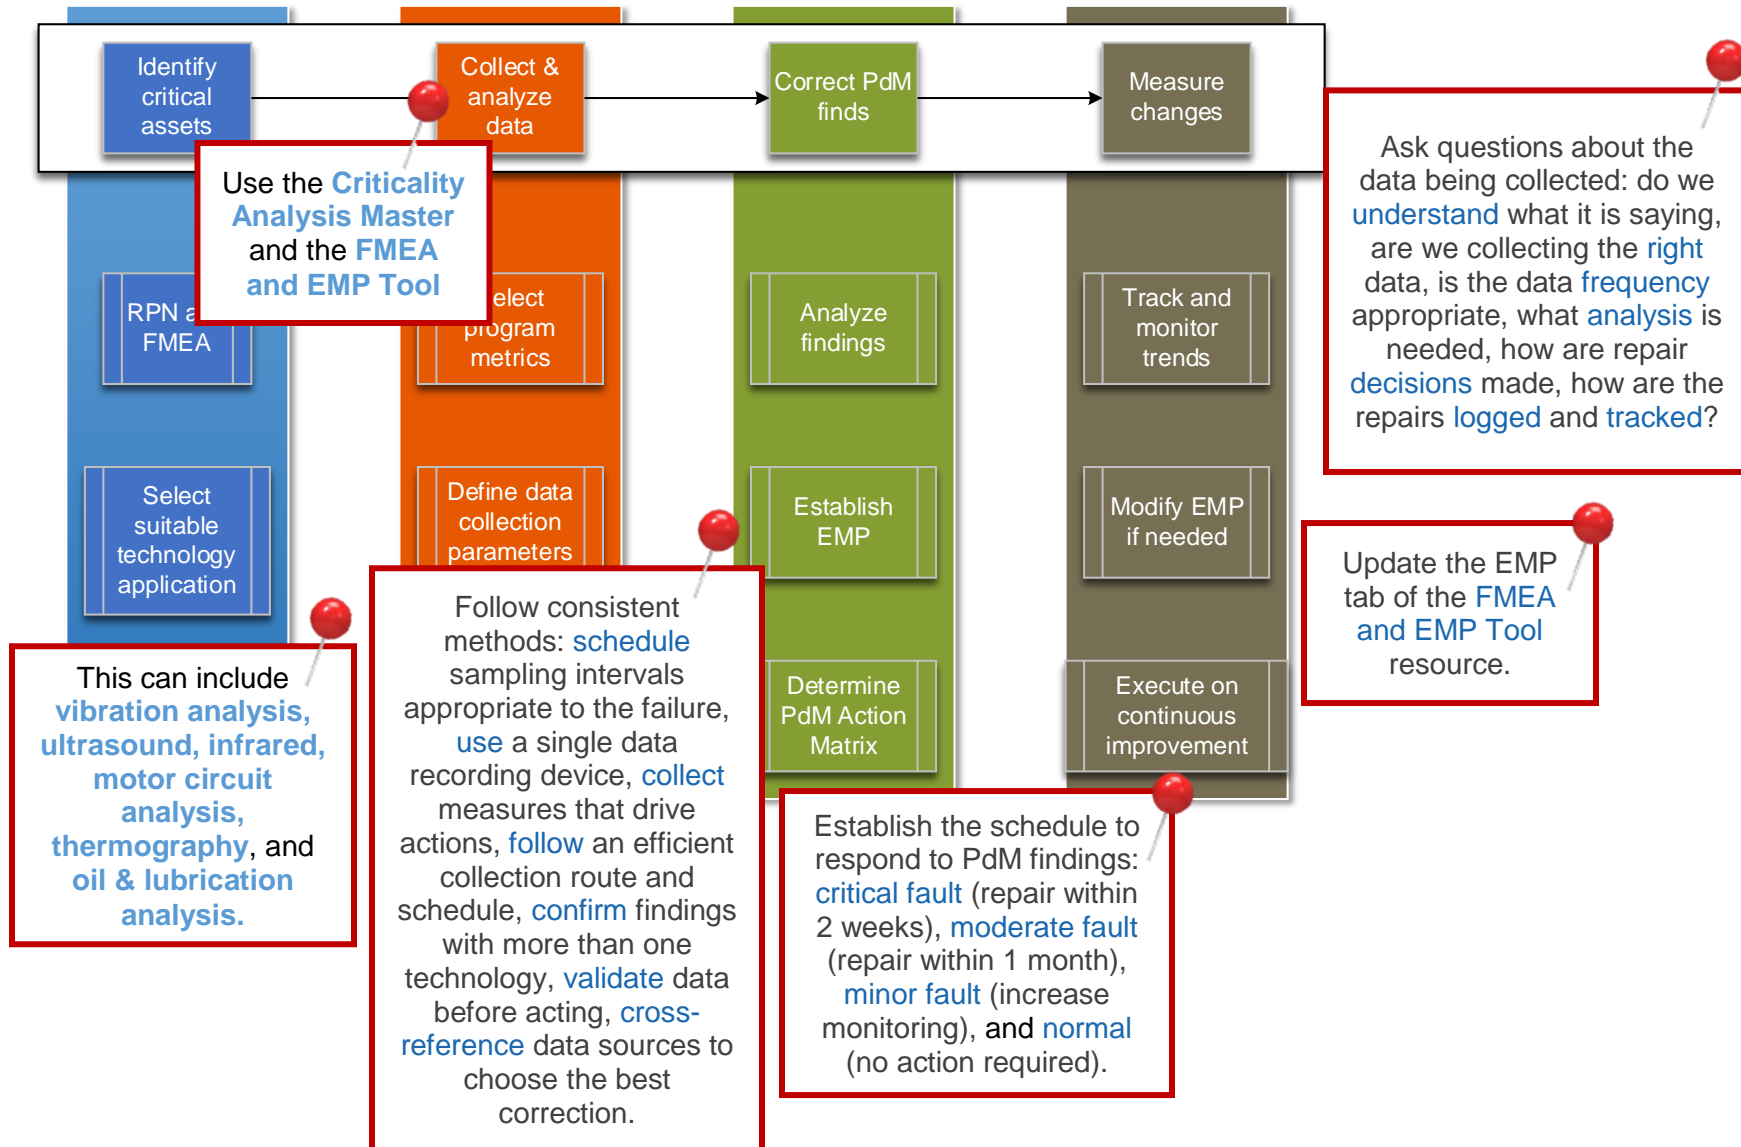 Identify
critical
assets
Collect &
analyze
data
Correct PdM
finds
Measure
changes
Use the Criticality
Analysis Master
and the FMEA
and EMP Tool
Ask questions about the
data being collected: do we
understand what it is saying,
are we collecting the right
data, is the data frequency
appropriate, what analysis is
needed, how are repair
decisions made, how are the
repairs logged and tracked?
RPN
FMEA
program
metrics
Analyze
findings
Track and
monitor
trends
Select
suitable
technology
application
Define data
collection
parameters
Establish
EMP
Modify EMP
if needed
Update the EMP
tab of the FMEA
and EMP Tool
resource.
This can include
vibration analysis,
ultrasound, infrared,
motor circuit
analysis,
thermography, and
oil & lubrication
analysis.
Follow consistent
methods: schedule
sampling intervals
appropriate to the failure,
use a single data
recording device, collect
measures that drive
actions, follow an efficient
collection route and
schedule, confirm findings
with more than one
technology, validate data
before acting, cross-
reference data sources to
choose the best
correction.
Determine
PdM Action
Matrix
Execute on
continuous
improvement
Establish the schedule to
respond to PdM findings:
critical fault (repair within
2 weeks), moderate fault
(repair within 1 month),
minor fault (increase
monitoring), and normal
(no action required).